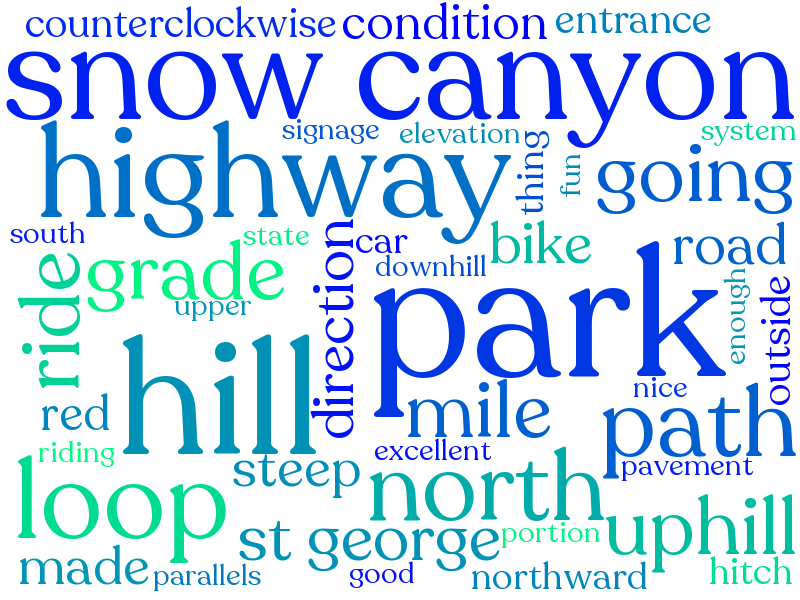 counterclockwise condition entrance
snow canyon
highway signage elevation thing fun system
going
south state direction car bike road
ride grade downhill
upper park enough outside
hill nice
red mile path
riding excellent pavement
loop steep north
st george portion uphill
made parallels good northward hitch